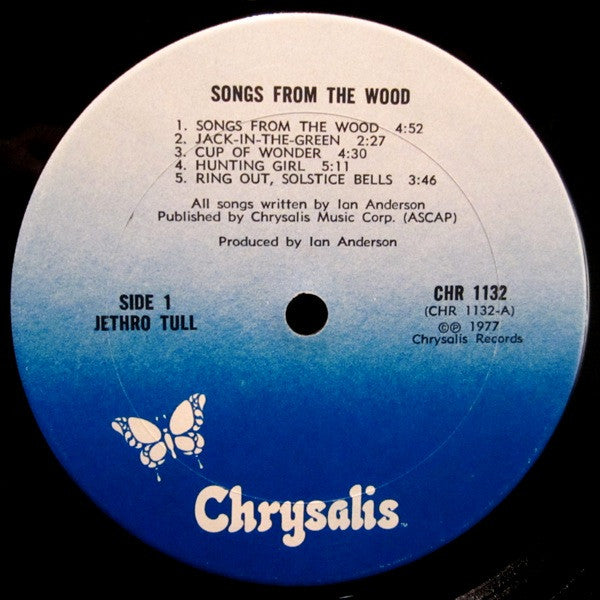 SONGS FROM THE WOOD
1. SONGS FROM THE WOOD 4:52
2. JACK-IN-THE-GREEN 2:27
3. CUP OF WONDER 4:30
4. HUNTING GIRL 5:11
5. RING OUT, SOLSTICE BELLS 3:46
All songs written by Ian Anderson
Published by Chrysalis Music Corp. (ASCAP)
Produced by Ian Anderson
SIDE 1
JETHRO TULL
CHR 1132
(CHR 1132-A)
©℗ 1977
Chrysalis Records
Chrysalis™